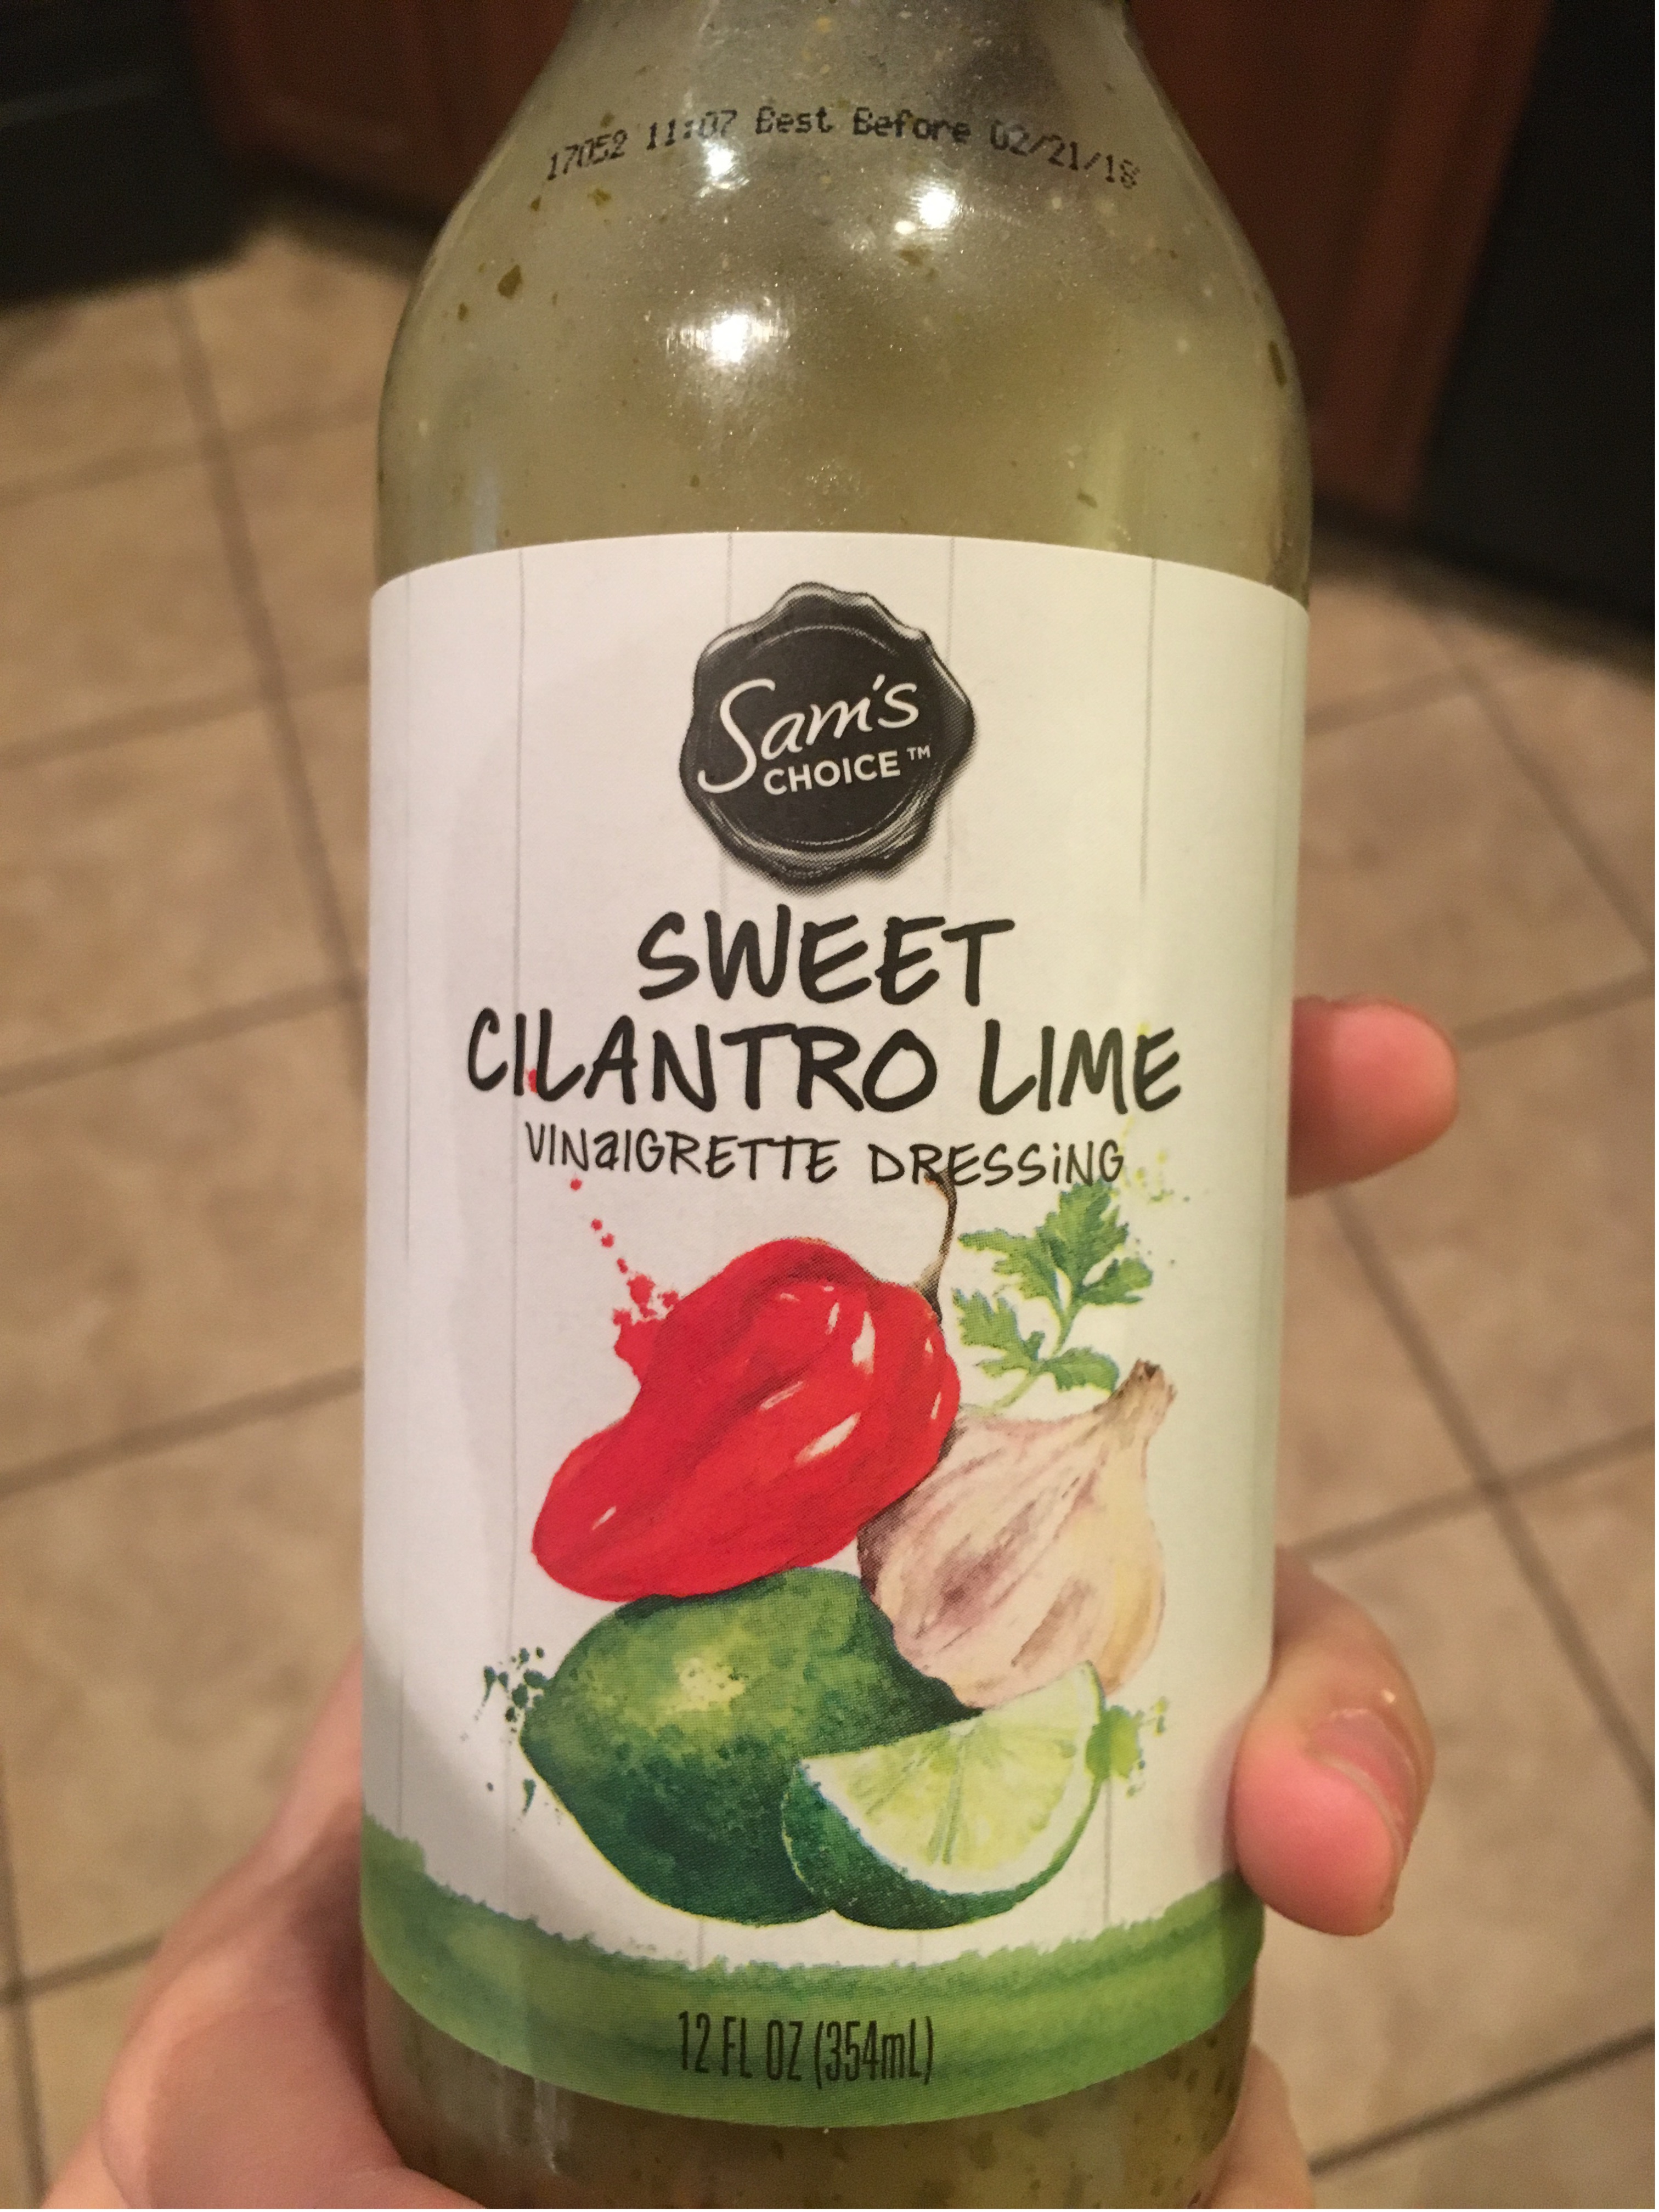 17052 11:07 Best Before 02/21/18
Sam's
CHOICE™
SWEET
CILANTRO LIME
VINaIGRETTE DRESSiNG
12 FL OZ (354mL)